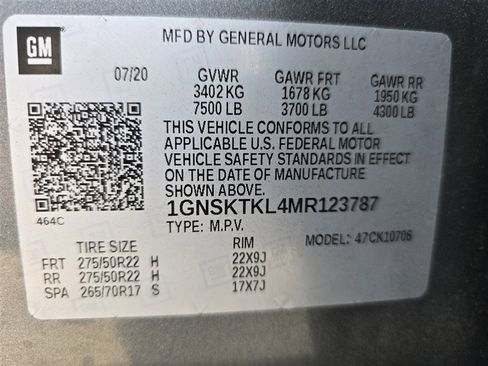 GM
MFD BY GENERAL MOTORS LLC
07/20 GVWR GAWR FRT GAWR RR
3402 KG 1678 KG 1950 KG
7500 LB 3700 LB 4300 LB
THIS VEHICLE CONFORMS TO ALL
APPLICABLE U.S. FEDERAL MOTOR
VEHICLE SAFETY STANDARDS IN EFFECT
ON THE DATE OF MANUFACTURE
SHOWN ABOVE.
464C
1GNSKTKL4MR123787
TYPE: M.P.V. MODEL: 47CK10706
TIRE SIZE RIM
FRT 275/50R22 H 22X9J
RR 275/50R22 H 22X9J
SPA 265/70R17 S 17X7J